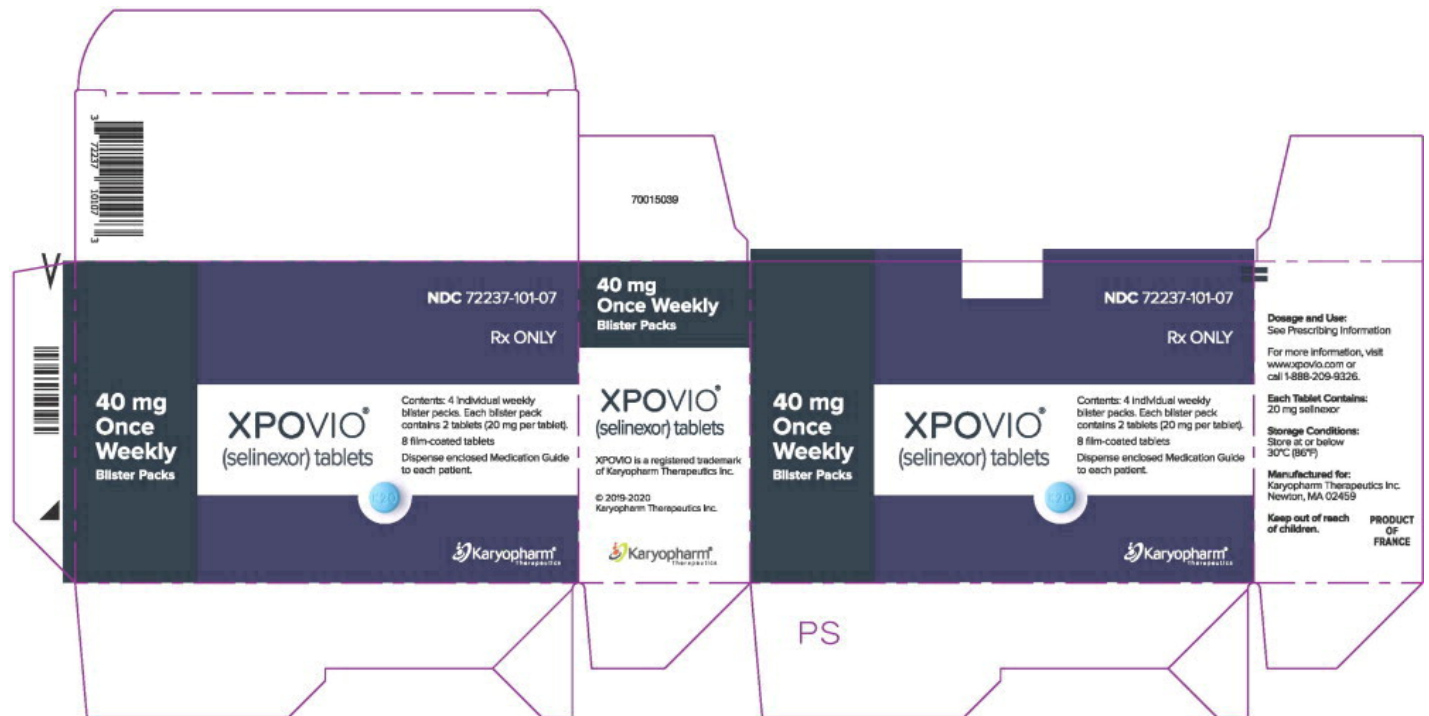 3 72237 10107 3
70015039
40 mg
Once
Weekly
Blister Packs
NDC 72237-101-07
Rx ONLY
XPOVIO®
(selinexor) tablets
Contents: 4 individual weekly
blister packs. Each blister pack
contains 2 tablets (20 mg per tablet).
8 film-coated tablets
Dispense enclosed Medication Guide
to each patient.
K20
Karyopharm®
Therapeutics
40 mg
Once Weekly
Blister Packs
XPOVIO®
(selinexor) tablets
XPOVIO is a registered trademark
of Karyopharm Therapeutics Inc.
© 2019-2020
Karyopharm Therapeutics Inc.
Karyopharm®
Therapeutics
40 mg
Once
Weekly
Blister Packs
NDC 72237-101-07
Rx ONLY
XPOVIO®
(selinexor) tablets
Contents: 4 individual weekly
blister packs. Each blister pack
contains 2 tablets (20 mg per tablet).
8 film-coated tablets
Dispense enclosed Medication Guide
to each patient.
K20
Karyopharm®
Therapeutics
Dosage and Use:
See Prescribing Information
For more information, visit
www.xpovio.com or
call 1-888-209-9326.
Each Tablet Contains:
20 mg selinexor
Storage Conditions:
Store at or below
30°C (86°F)
Manufactured for:
Karyopharm Therapeutics Inc.
Newton, MA 02459
Keep out of reach
of children.
PRODUCT
OF
FRANCE
PS